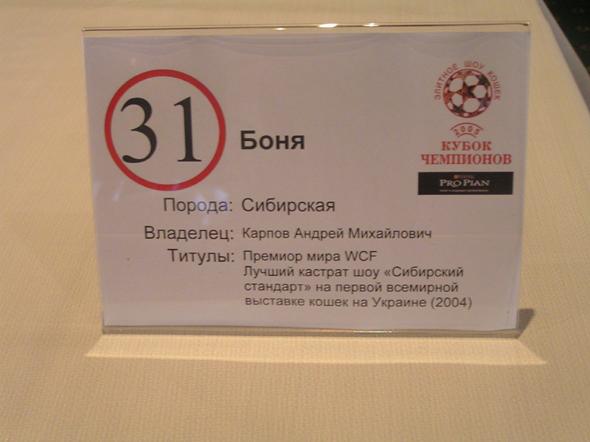 31
Боня
ЭЛИТНОЕ ШОУ КОШЕК
2005
КУБОК
ЧЕМПИОНОВ
PRO PLAN
Порода: Сибирская
Владелец: Карпов Андрей Михайлович
Титулы: Премиор мира WCF
Лучший кастрат шоу «Сибирский
стандарт» на первой всемирной
выставке кошек на Украине (2004)